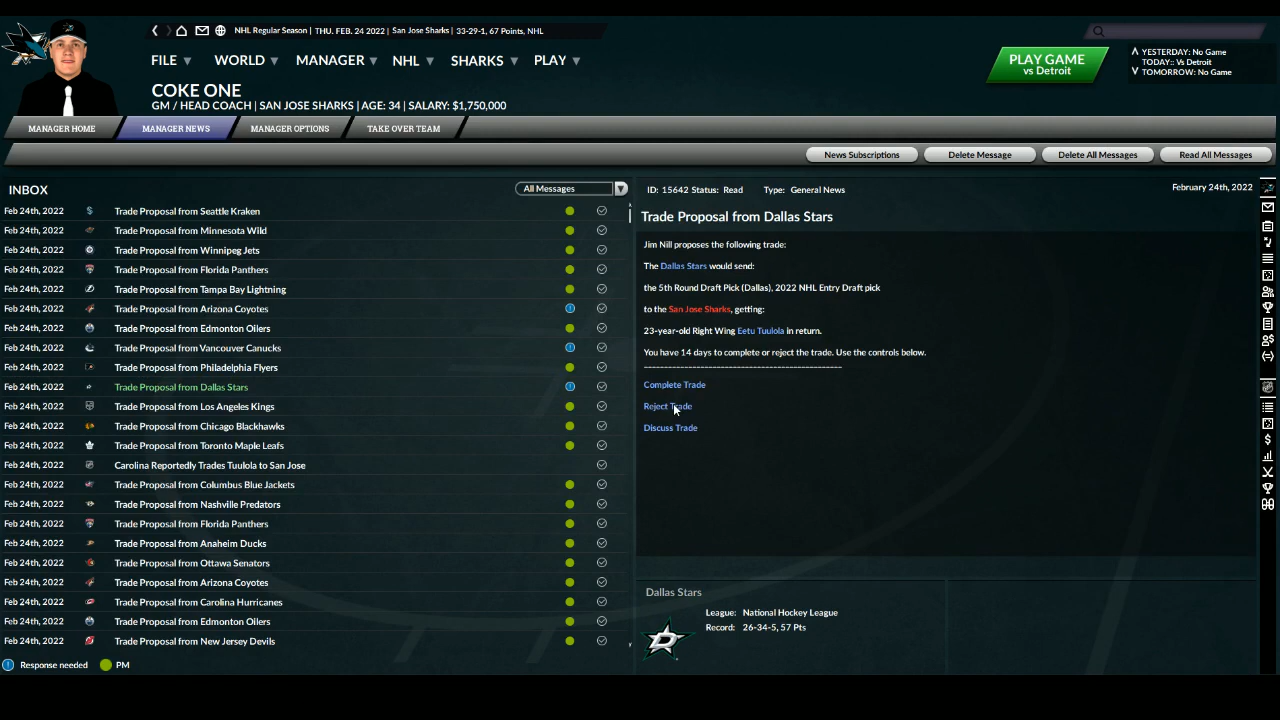 NHL Regular Season | THU. FEB. 24 2022 | San Jose Sharks | 33-29-1, 67 Points, NHL
FILE WORLD MANAGER NHL SHARKS PLAY
PLAY GAME
vs Detroit
YESTERDAY: No Game
TODAY:: Vs Detroit
TOMORROW: No Game
COKE ONE
GM / HEAD COACH | SAN JOSE SHARKS | AGE: 34 | SALARY: $1,750,000
MANAGER HOME MANAGER NEWS MANAGER OPTIONS TAKE OVER TEAM
News Subscriptions Delete Message Delete All Messages Read All Messages
INBOX All Messages
Feb 24th, 2022 Trade Proposal from Seattle Kraken
Feb 24th, 2022 Trade Proposal from Minnesota Wild
Feb 24th, 2022 Trade Proposal from Winnipeg Jets
Feb 24th, 2022 Trade Proposal from Florida Panthers
Feb 24th, 2022 Trade Proposal from Tampa Bay Lightning
Feb 24th, 2022 Trade Proposal from Arizona Coyotes
Feb 24th, 2022 Trade Proposal from Edmonton Oilers
Feb 24th, 2022 Trade Proposal from Vancouver Canucks
Feb 24th, 2022 Trade Proposal from Philadelphia Flyers
Feb 24th, 2022 Trade Proposal from Dallas Stars
Feb 24th, 2022 Trade Proposal from Los Angeles Kings
Feb 24th, 2022 Trade Proposal from Chicago Blackhawks
Feb 24th, 2022 Trade Proposal from Toronto Maple Leafs
Feb 24th, 2022 Carolina Reportedly Trades Tuulola to San Jose
Feb 24th, 2022 Trade Proposal from Columbus Blue Jackets
Feb 24th, 2022 Trade Proposal from Nashville Predators
Feb 24th, 2022 Trade Proposal from Florida Panthers
Feb 24th, 2022 Trade Proposal from Anaheim Ducks
Feb 24th, 2022 Trade Proposal from Ottawa Senators
Feb 24th, 2022 Trade Proposal from Arizona Coyotes
Feb 24th, 2022 Trade Proposal from Carolina Hurricanes
Feb 24th, 2022 Trade Proposal from Edmonton Oilers
Feb 24th, 2022 Trade Proposal from New Jersey Devils
Response needed PM
ID: 15642 Status: Read Type: General News February 24th, 2022
Trade Proposal from Dallas Stars
Jim Nill proposes the following trade:
The Dallas Stars would send:
the 5th Round Draft Pick (Dallas), 2022 NHL Entry Draft pick
to the San Jose Sharks, getting:
23-year-old Right Wing Eetu Tuulola in return.
You have 14 days to complete or reject the trade. Use the controls below.
Complete Trade
Reject Trade
Discuss Trade
Dallas Stars
League: National Hockey League
Record: 26-34-5, 57 Pts